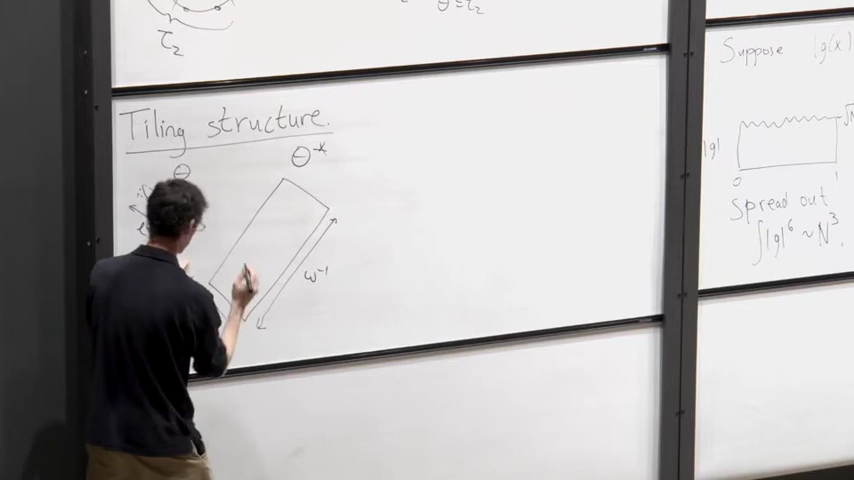 τ₂
θ ⊂ τ₂
Tiling structure.
Θ
Θ*
ω⁻¹
Suppose |g(x)
|g|
√N
0 1
Spread out
∫|g|⁶ ~ N³.